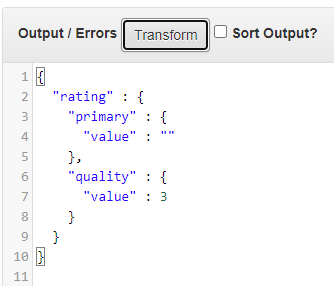 Output / Errors Transform Sort Output?
1 {
2   "rating" : {
3     "primary" : {
4       "value" : ""
5     },
6     "quality" : {
7       "value" : 3
8     }
9   }
10 }
11